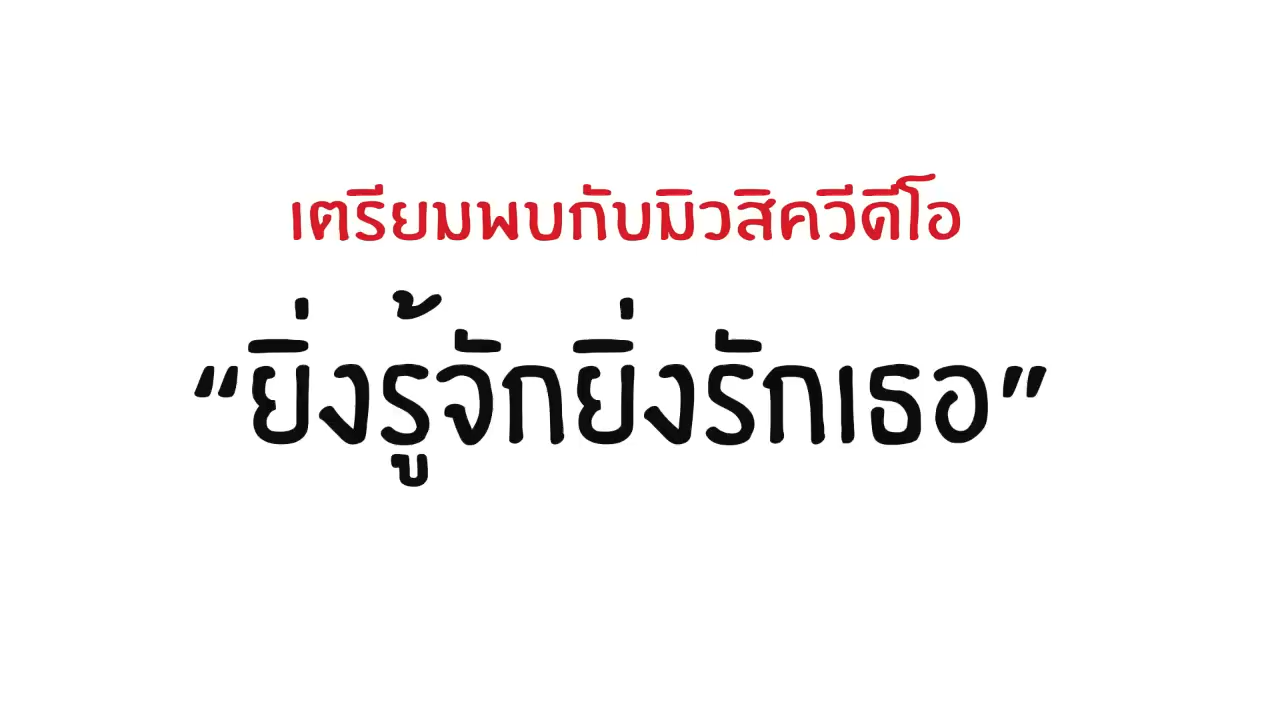 เตรียมพบกับมิวสิควีดีโอ
“ยิ่งรู้จักยิ่งรักเธอ”